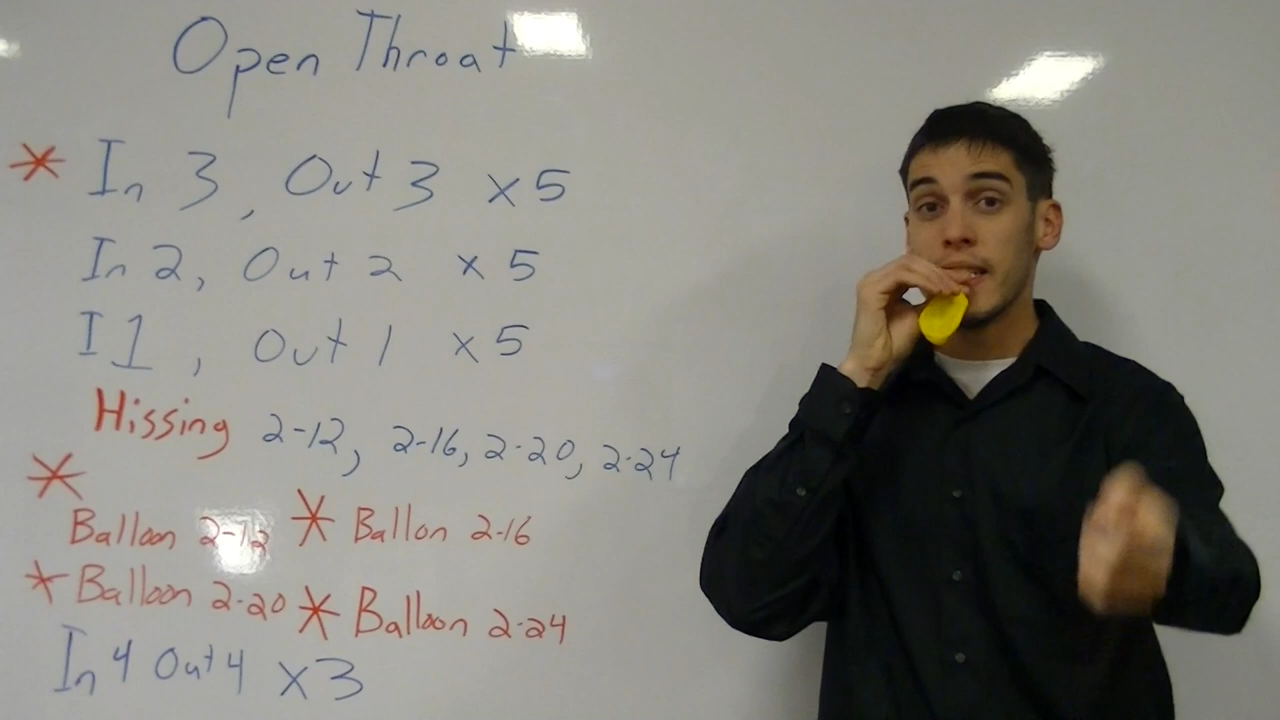 Open Throat
* In 3, Out 3 x5
In 2, Out 2 x5
I 1, Out 1 x5
Hissing 2-12, 2-16, 2-20, 2-24
* Balloon 2-12 * Ballon 2-16
* Balloon 2-20 * Balloon 2-24
In 4 Out 4 x3